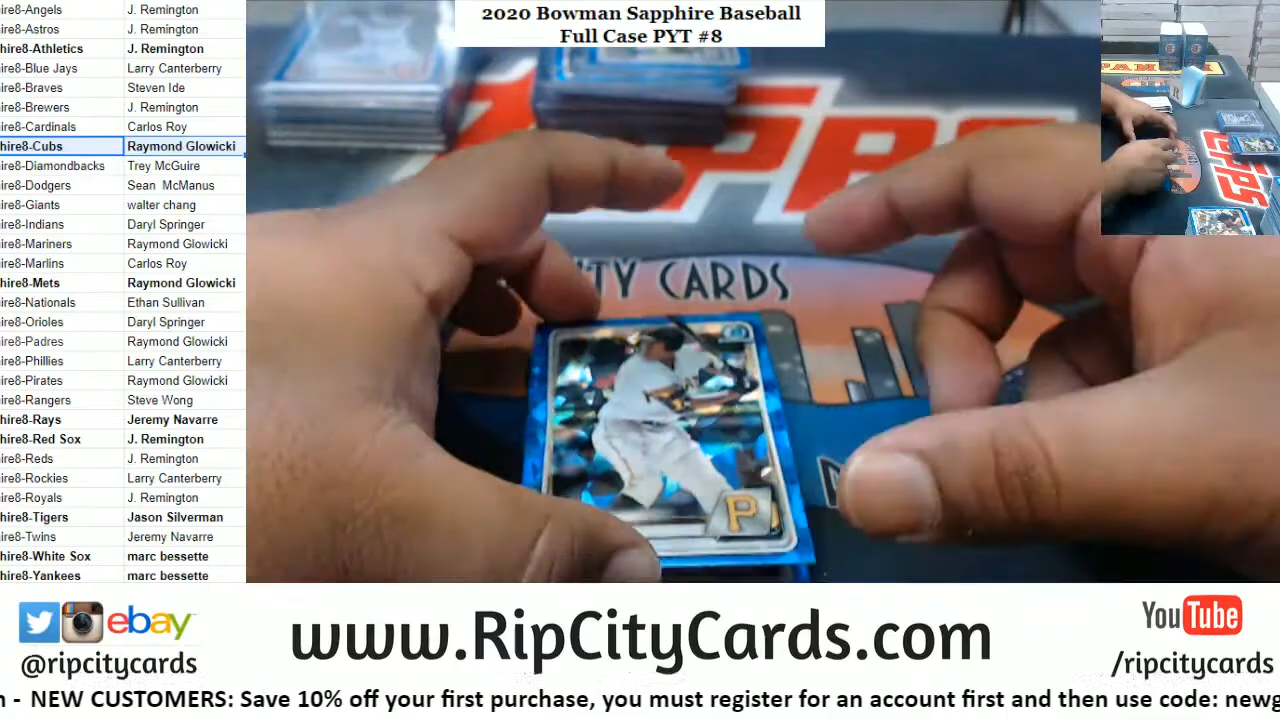 2020 Bowman Sapphire Baseball
Full Case PYT #8
ire8-Angels J. Remington
ire8-Astros J. Remington
hire8-Athletics J. Remington
ire8-Blue Jays Larry Canterberry
ire8-Braves Steven Ide
ire8-Brewers J. Remington
ire8-Cardinals Carlos Roy
hire8-Cubs Raymond Glowicki
hire8-Diamondbacks Trey McGuire
ire8-Dodgers Sean McManus
ire8-Giants walter chang
ire8-Indians Daryl Springer
ire8-Mariners Raymond Glowicki
ire8-Marlins Carlos Roy
hire8-Mets Raymond Glowicki
ire8-Nationals Ethan Sullivan
ire8-Orioles Daryl Springer
ire8-Padres Raymond Glowicki
ire8-Phillies Larry Canterberry
ire8-Pirates Raymond Glowicki
ire8-Rangers Steve Wong
hire8-Rays Jeremy Navarre
hire8-Red Sox J. Remington
ire8-Reds J. Remington
ire8-Rockies Larry Canterberry
ire8-Royals J. Remington
hire8-Tigers Jason Silverman
ire8-Twins Jeremy Navarre
hire8-White Sox marc bessette
hire8-Yankees marc bessette
TOPPS
ITY CARDS
P
PANINI
TOPPS
ebay
@ripcitycards
www.RipCityCards.com
YouTube
/ripcitycards
n - NEW CUSTOMERS: Save 10% off your first purchase, you must register for an account first and then use code: newg